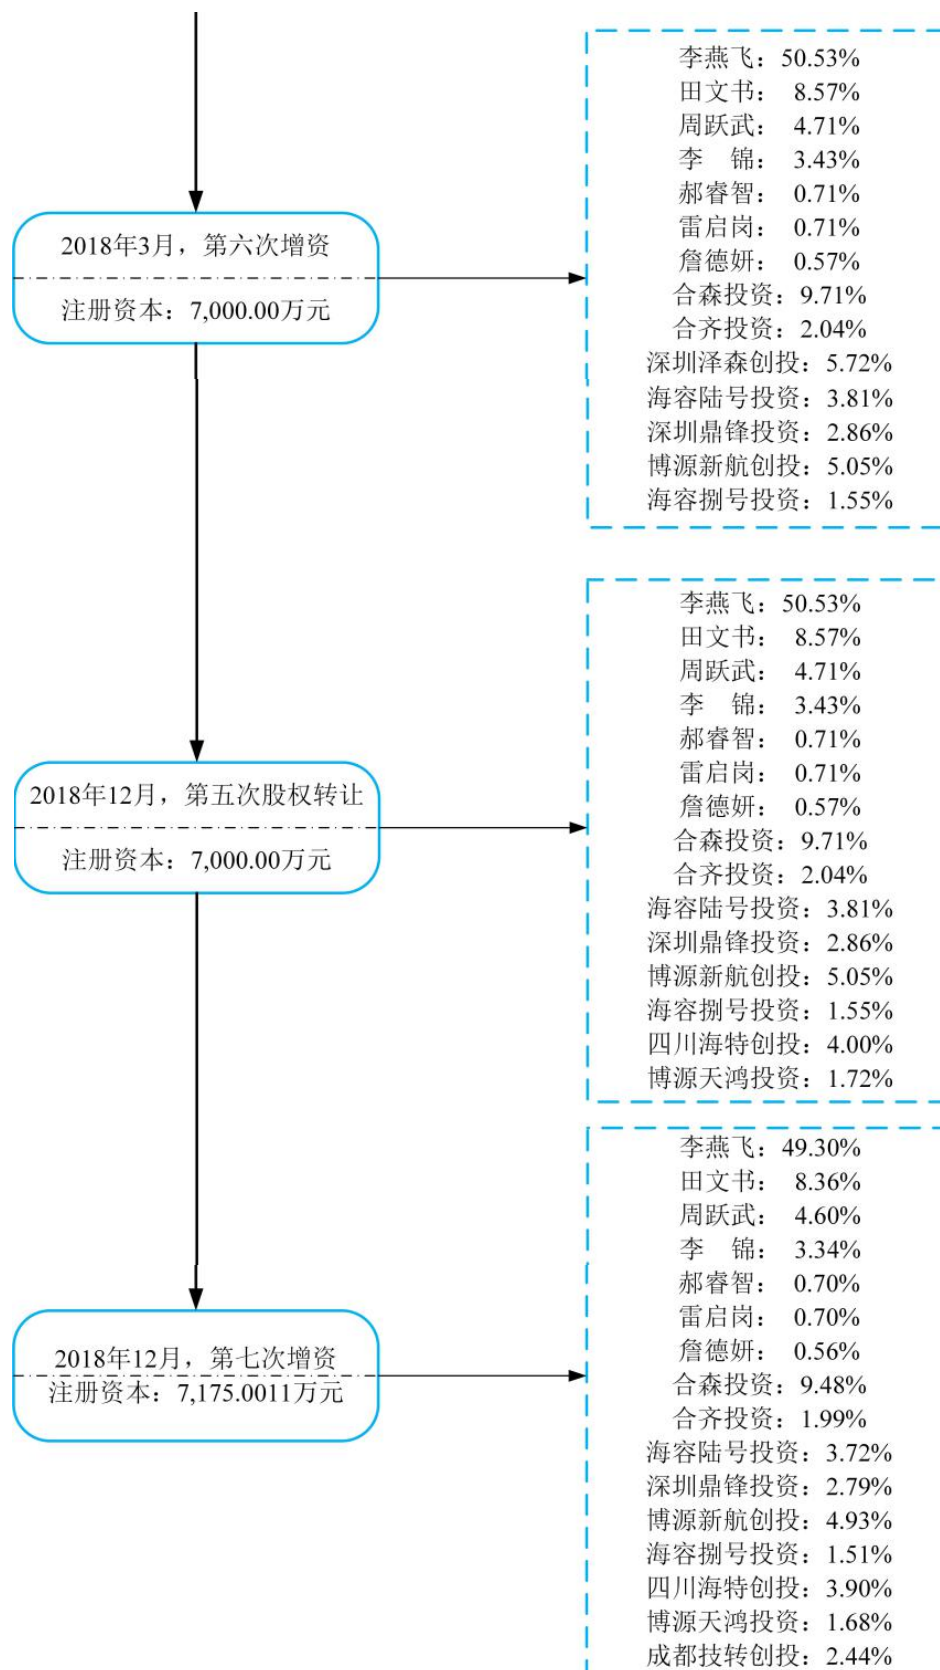 2018年3月，第六次增资
注册资本：7,000.00万元
李燕飞：50.53%
田文书：8.57%
周跃武：4.71%
李 锦：3.43%
郝睿智：0.71%
雷启岗：0.71%
詹德妍：0.57%
合森投资：9.71%
合齐投资：2.04%
深圳泽森创投：5.72%
海容陆号投资：3.81%
深圳鼎锋投资：2.86%
博源新航创投：5.05%
海容捌号投资：1.55%
2018年12月，第五次股权转让
注册资本：7,000.00万元
李燕飞：50.53%
田文书：8.57%
周跃武：4.71%
李 锦：3.43%
郝睿智：0.71%
雷启岗：0.71%
詹德妍：0.57%
合森投资：9.71%
合齐投资：2.04%
海容陆号投资：3.81%
深圳鼎锋投资：2.86%
博源新航创投：5.05%
海容捌号投资：1.55%
四川海特创投：4.00%
博源天鸿投资：1.72%
2018年12月，第七次增资
注册资本：7,175.0011万元
李燕飞：49.30%
田文书：8.36%
周跃武：4.60%
李 锦：3.34%
郝睿智：0.70%
雷启岗：0.70%
詹德妍：0.56%
合森投资：9.48%
合齐投资：1.99%
海容陆号投资：3.72%
深圳鼎锋投资：2.79%
博源新航创投：4.93%
海容捌号投资：1.51%
四川海特创投：3.90%
博源天鸿投资：1.68%
成都技转创投：2.44%